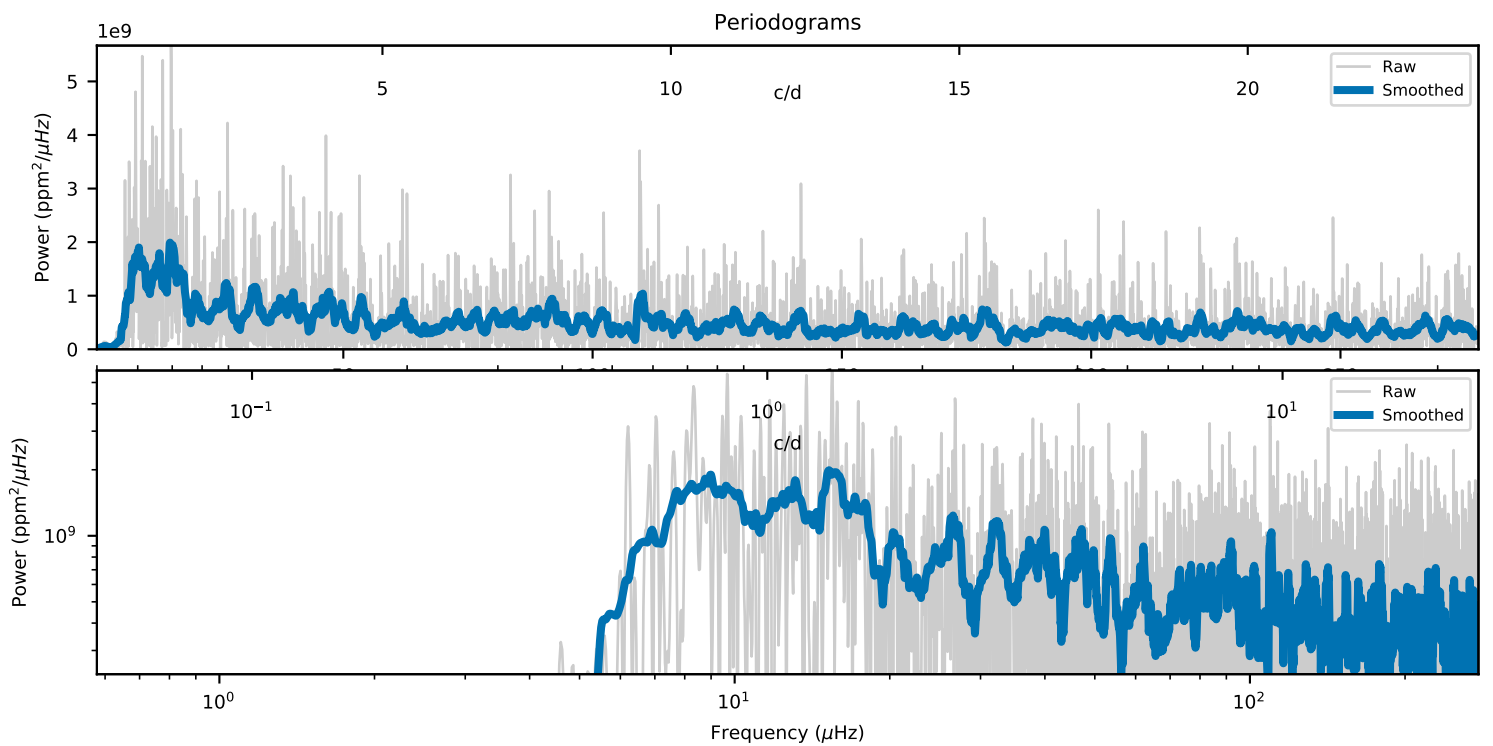 Periodograms
1e9
Raw
Smoothed
5 10 15 20
c/d
5
4
3
2
1
0
Power (ppm²/μHz)
Raw
Smoothed
10⁻¹ 10⁰ 10¹
c/d
10⁹
Power (ppm²/μHz)
10⁰ 10¹ 10²
Frequency (μHz)